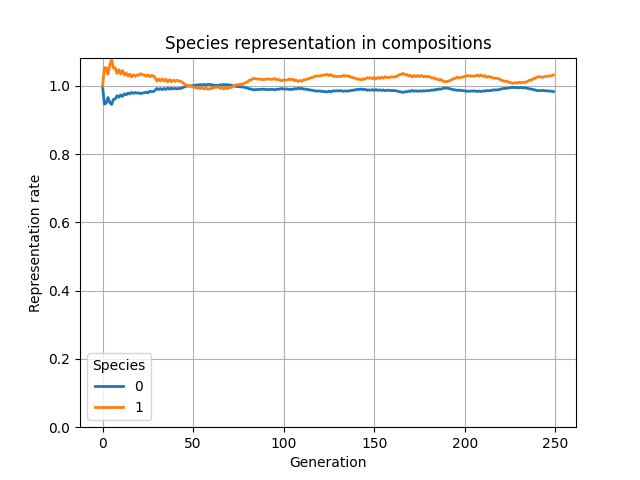 Species representation in compositions
Representation rate
1.0
0.8
0.6
0.4
0.2
0.0
Species
0
1
0 50 100 150 200 250
Generation